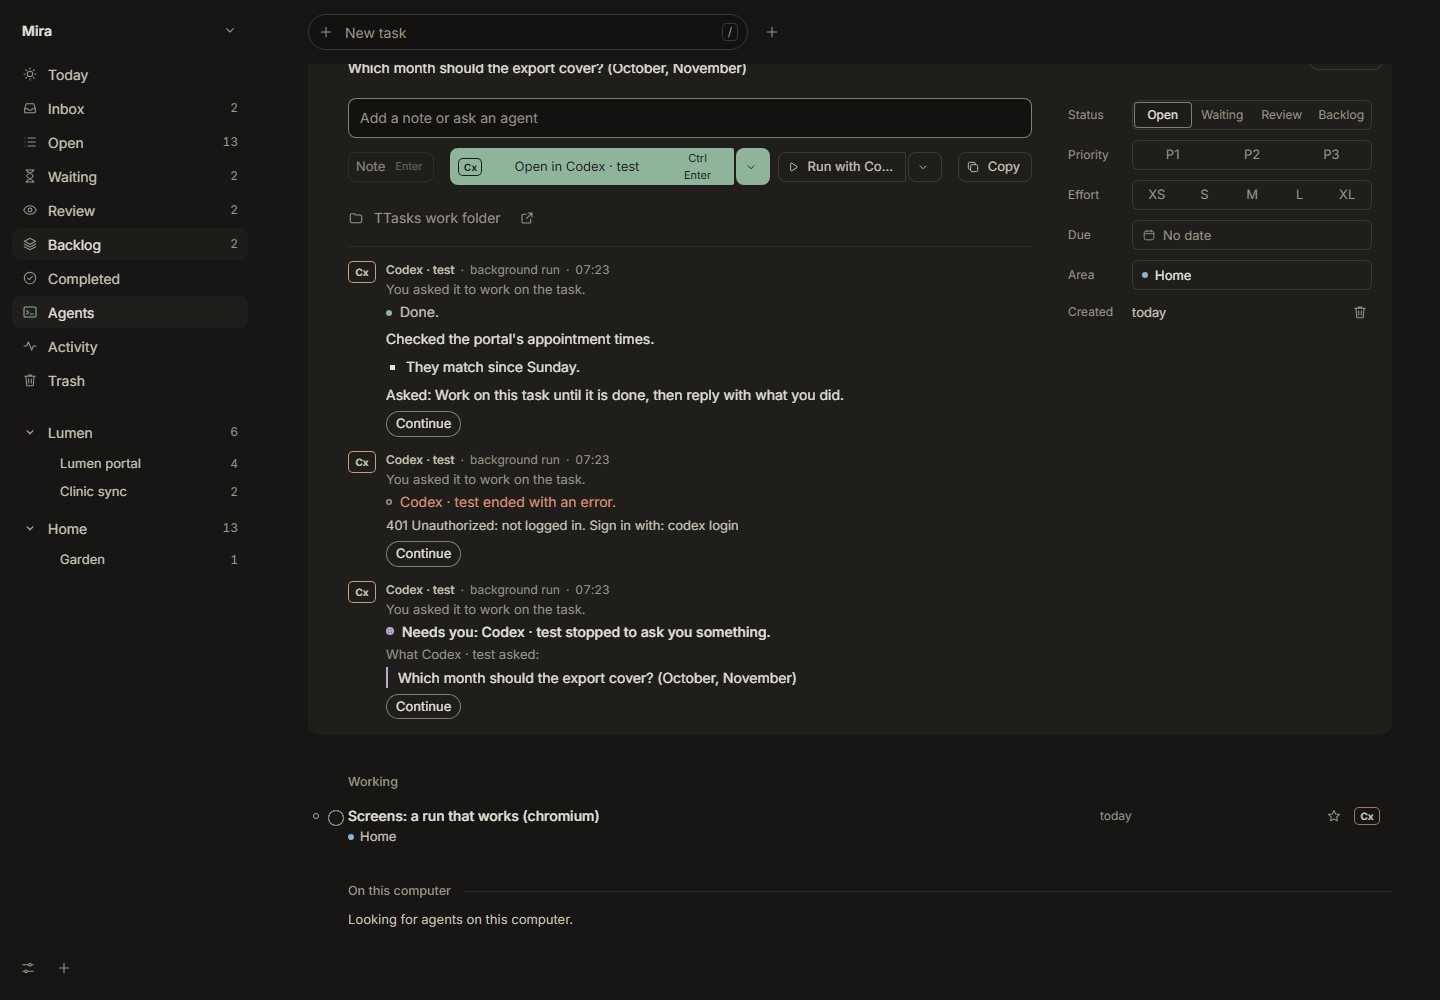 Mira
Today
Inbox 2
Open 13
Waiting 2
Review 2
Backlog 2
Completed
Agents
Activity
Trash
Lumen 6
Lumen portal 4
Clinic sync 2
Home 13
Garden 1
New task /
Which month should the export cover? (October, November)
Add a note or ask an agent
Note Enter
Cx Open in Codex · test Ctrl Enter
Run with Co...
Copy
TTasks work folder
Cx Codex · test · background run · 07:23
You asked it to work on the task.
Done.
Checked the portal's appointment times.
They match since Sunday.
Asked: Work on this task until it is done, then reply with what you did.
Continue
Cx Codex · test · background run · 07:23
You asked it to work on the task.
Codex · test ended with an error.
401 Unauthorized: not logged in. Sign in with: codex login
Continue
Cx Codex · test · background run · 07:23
You asked it to work on the task.
Needs you: Codex · test stopped to ask you something.
What Codex · test asked:
Which month should the export cover? (October, November)
Continue
Status Open Waiting Review Backlog
Priority P1 P2 P3
Effort XS S M L XL
Due No date
Area Home
Created today
Working
Screens: a run that works (chromium) today Cx
Home
On this computer
Looking for agents on this computer.